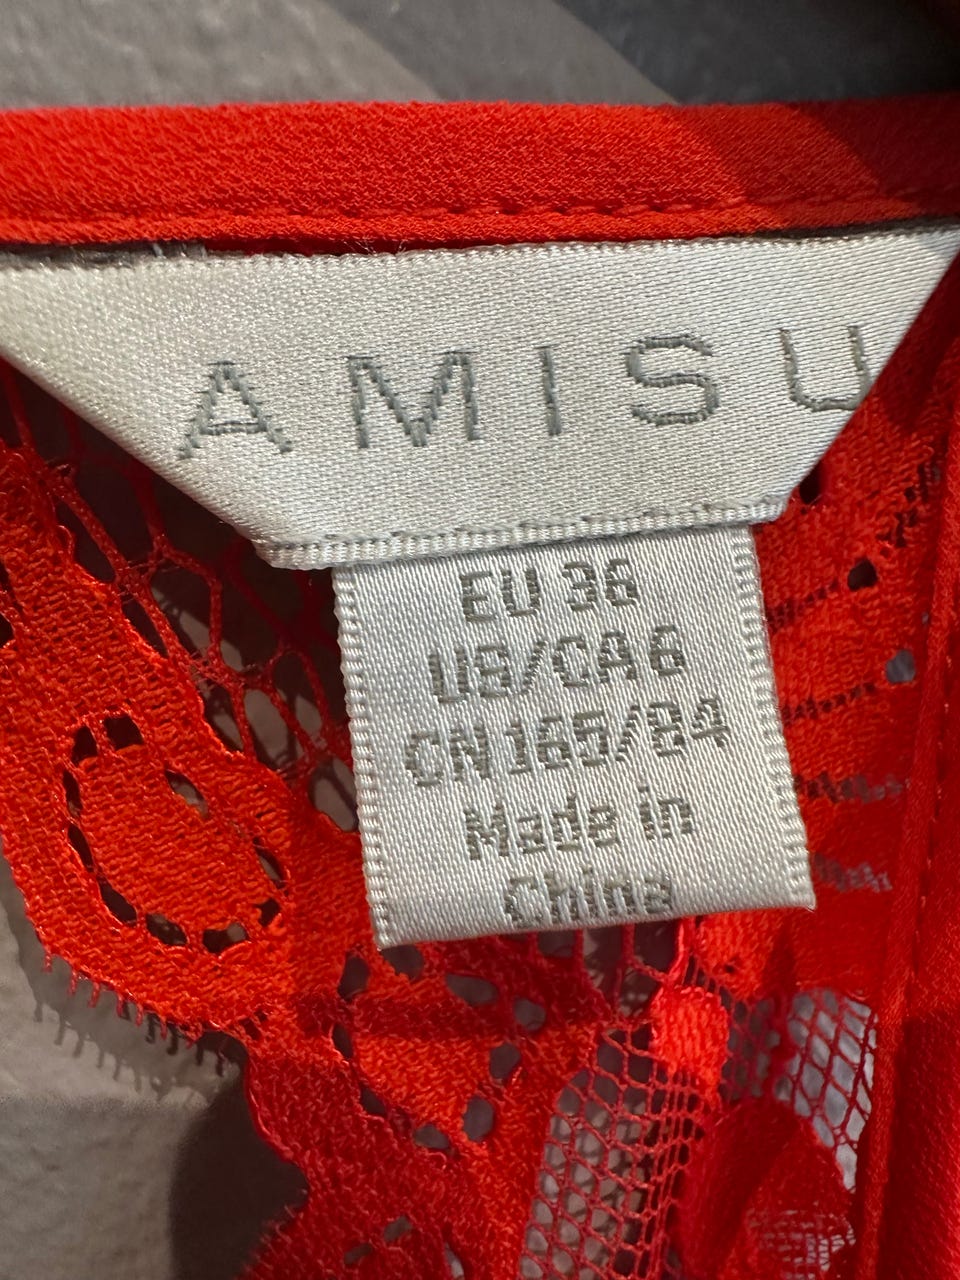 AMISU
EU 36
US/CA 6
CN 165/84
Made in
China